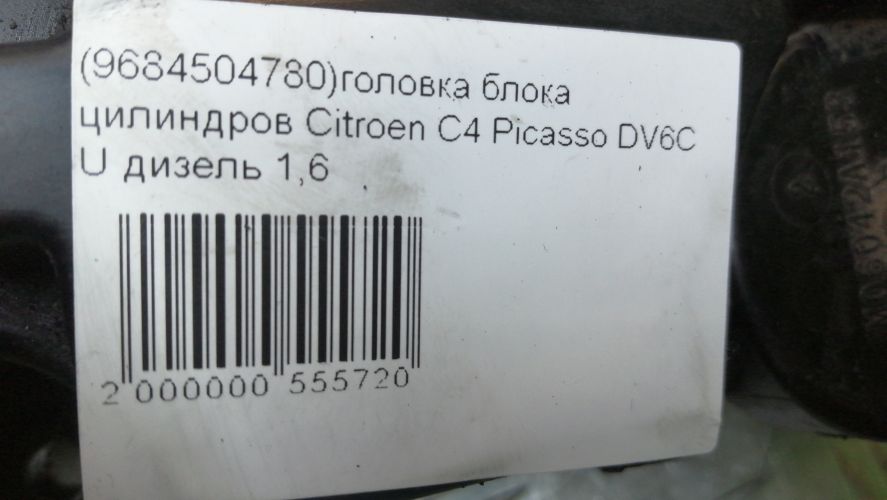 (9684504780)головка блока
цилиндров Citroen C4 Picasso DV6C
U дизель 1,6
2 000000 555720